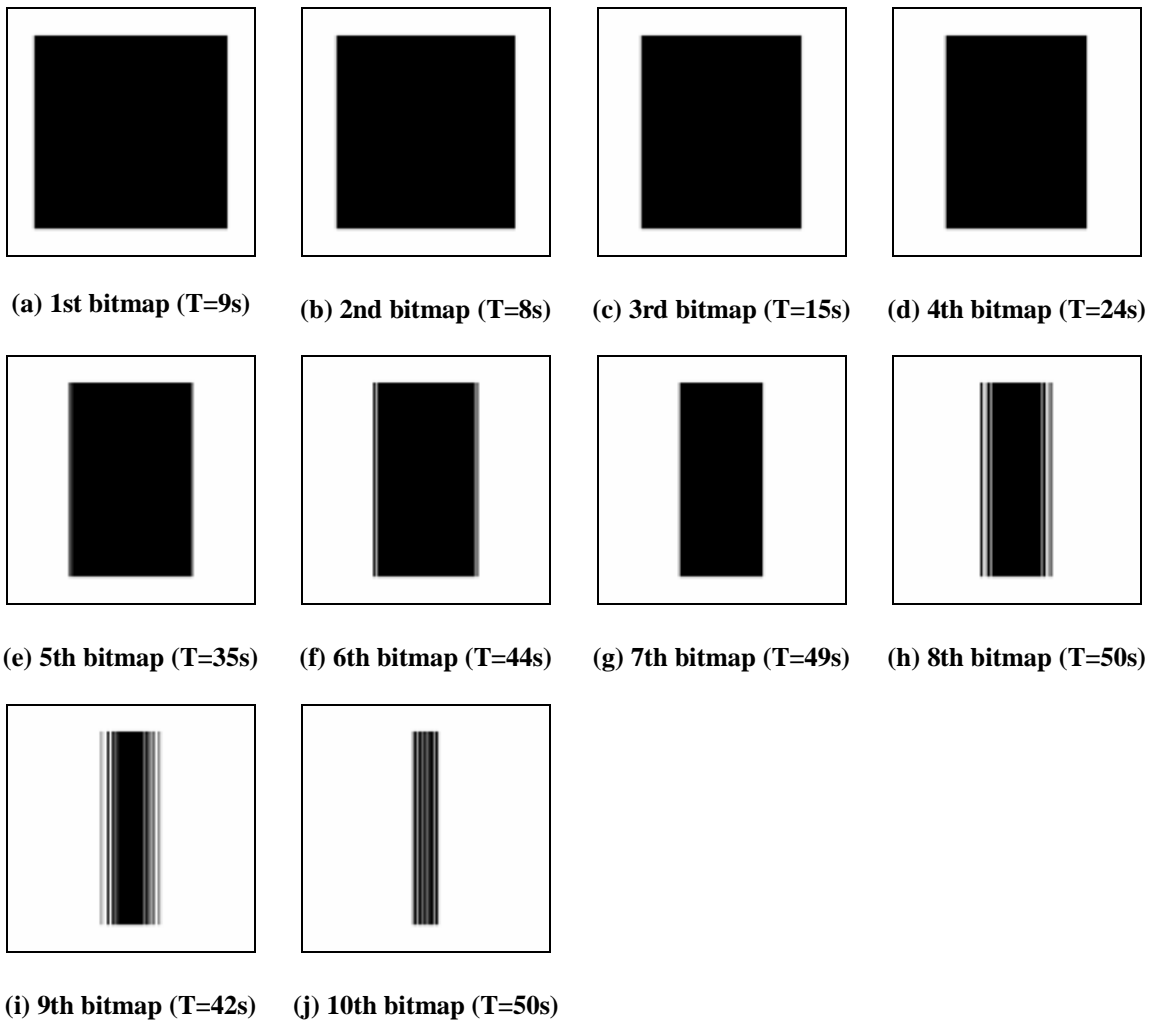 (a) 1st bitmap (T=9s)
(b) 2nd bitmap (T=8s)
(c) 3rd bitmap (T=15s)
(d) 4th bitmap (T=24s)
(e) 5th bitmap (T=35s)
(f) 6th bitmap (T=44s)
(g) 7th bitmap (T=49s)
(h) 8th bitmap (T=50s)
(i) 9th bitmap (T=42s)
(j) 10th bitmap (T=50s)